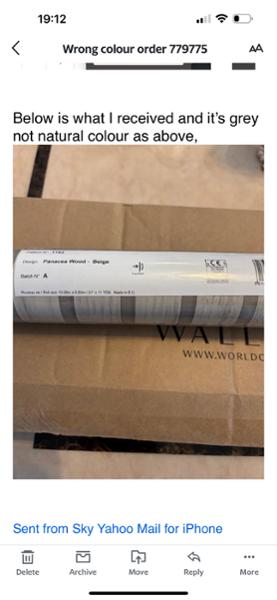 19:12
Wrong colour order 779775
AA
Below is what I received and it's grey
not natural colour as above,
Design Panacea Wood - Beige
Batch N° A
WALL
WWW.WORLDO
Sent from Sky Yahoo Mail for iPhone
Delete Archive Move Reply More